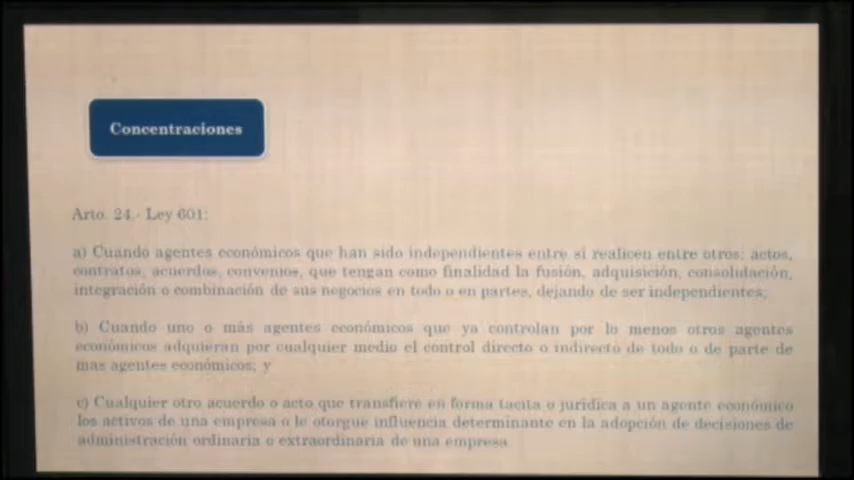 Concentraciones
Arto. 24.- Ley 601:
a) Cuando agentes económicos que han sido independientes entre si realicen entre otros; actos,
contratos, acuerdos, convenios, que tengan como finalidad la fusión, adquisición, consolidación,
integración o combinación de sus negocios en todo o en partes, dejando de ser independientes;
b) Cuando uno o más agentes económicos que ya controlan por lo menos otros agentes
económicos adquieran por cualquier medio el control directo o indirecto de todo o de parte de
mas agentes económicos; y
c) Cualquier otro acuerdo o acto que transfiere en forma tacita o jurídica a un agente económico
los activos de una empresa o le otorgue influencia determinante en la adopción de decisiones de
administración ordinaria o extraordinaria de una empresa